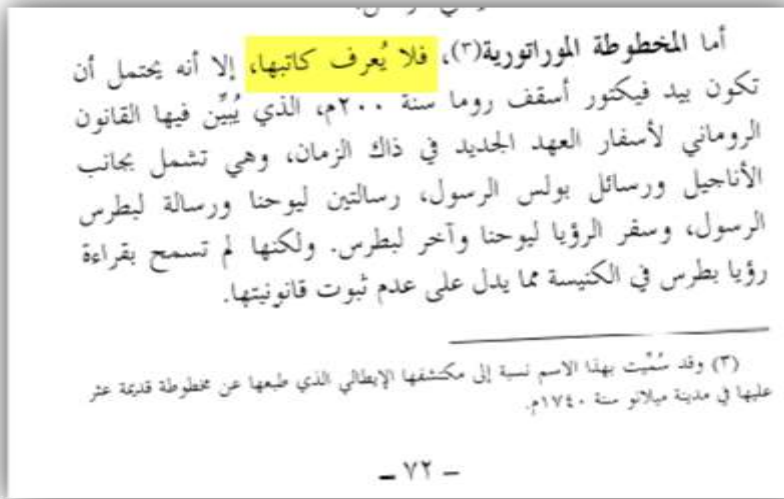 أما المخطوطة الموراتورية(٣)، فلا يُعرف كاتبها، إلا أنه يحتمل أن
تكون بيد فيكتور أسقف روما سنة ٢٠٠م، الذي يُبيِّن فيها القانون
الروماني لأسفار العهد الجديد في ذاك الزمان، وهي تشمل بجانب
الأناجيل ورسائل بولس الرسول، رسالتين ليوحنا ورسالة لبطرس
الرسول، وسفر الرؤيا ليوحنا وآخر لبطرس. ولكنها لم تسمح بقراءة
رؤيا بطرس في الكنيسة مما يدل على عدم ثبوت قانونيتها.
(٣) وقد سُمِّيت بهذا الاسم نسبة إلى مكتشفها الإيطالي الذي طبعها عن مخطوطة قديمة عثر
عليها في مدينة ميلانو سنة ١٧٤٠م.
– ٧٢ –